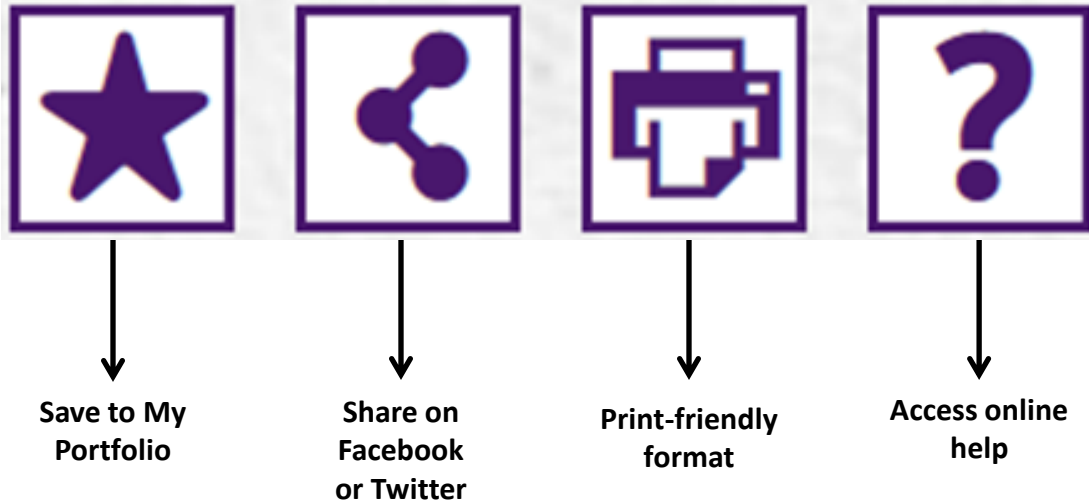 Save to My
Portfolio
Share on
Facebook
or Twitter
Print-friendly
format
Access online
help